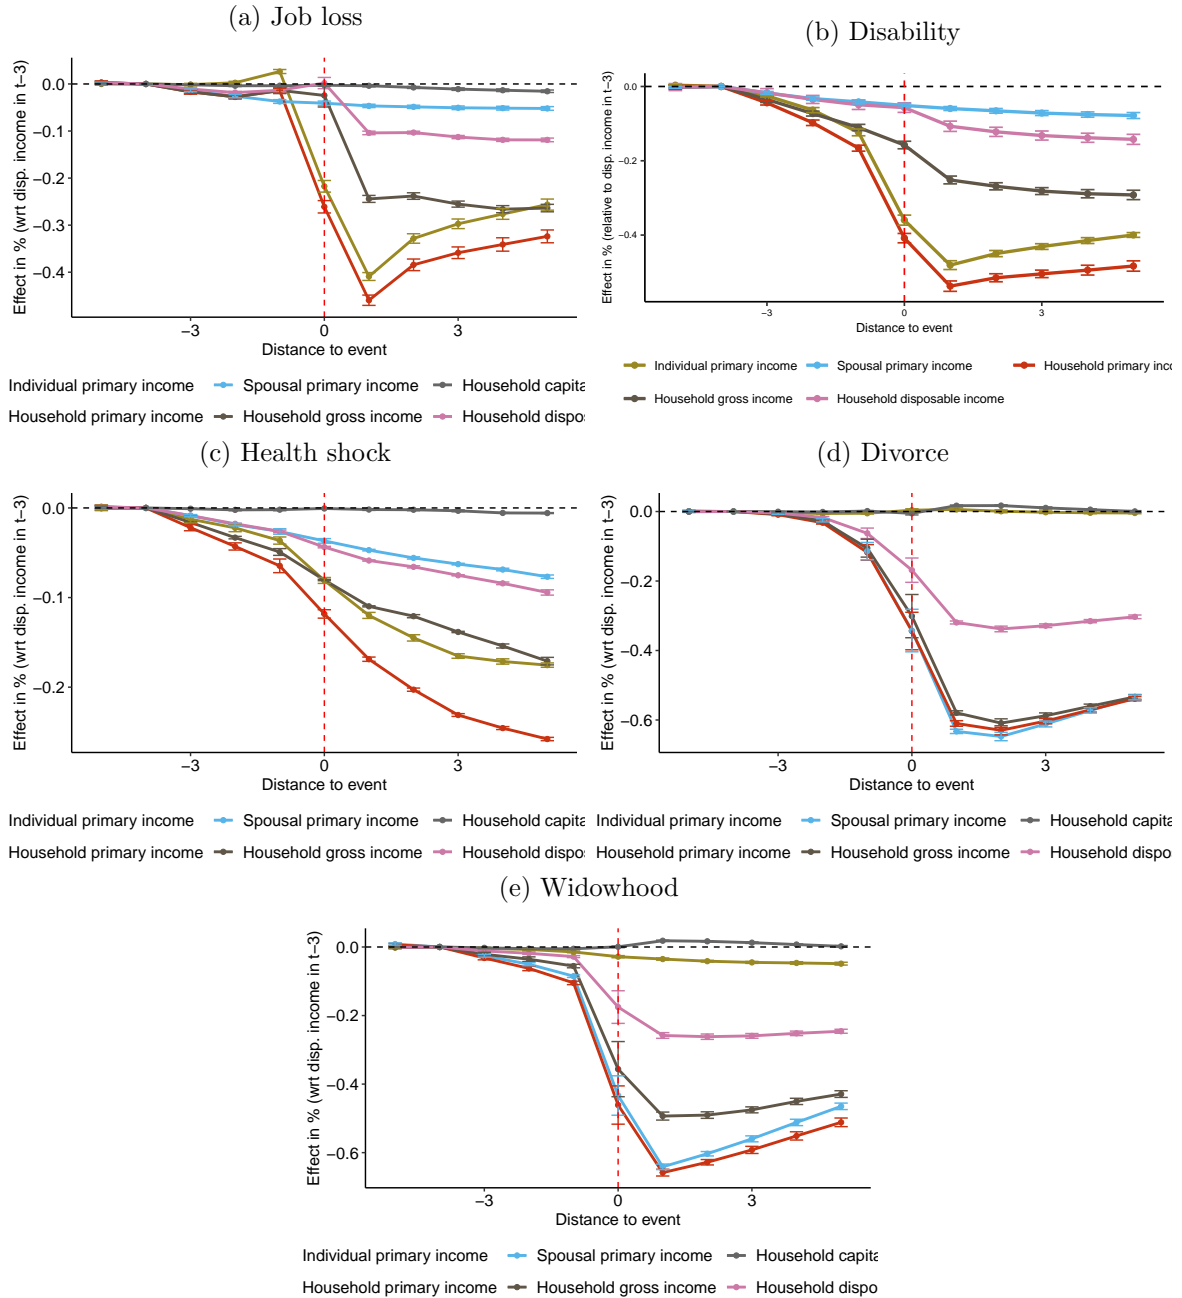 (a) Job loss
Effect in % (wrt disp. income in t−3)
0.0
−0.1
−0.2
−0.3
−0.4
−3
0
3
Distance to event
Individual primary income Spousal primary income Household capita
Household primary income Household gross income Household dispos
(b) Disability
Effect in % (relative to disp. income in t−3)
0.0
−0.2
−0.4
−3
0
3
Distance to event
Individual primary income Spousal primary income Household primary inc
Household gross income Household disposable income
(c) Health shock
Effect in % (wrt disp. income in t−3)
0.0
−0.1
−0.2
−3
0
3
Distance to event
Individual primary income Spousal primary income Household capita
Household primary income Household gross income Household dispos
(d) Divorce
Effect in % (wrt disp. income in t−3)
0.0
−0.2
−0.4
−0.6
−3
0
3
Distance to event
Individual primary income Spousal primary income Household capita
Household primary income Household gross income Household dispo
(e) Widowhood
Effect in % (wrt disp. income in t−3)
0.0
−0.2
−0.4
−0.6
−3
0
3
Distance to event
Individual primary income Spousal primary income Household capita
Household primary income Household gross income Household dispo